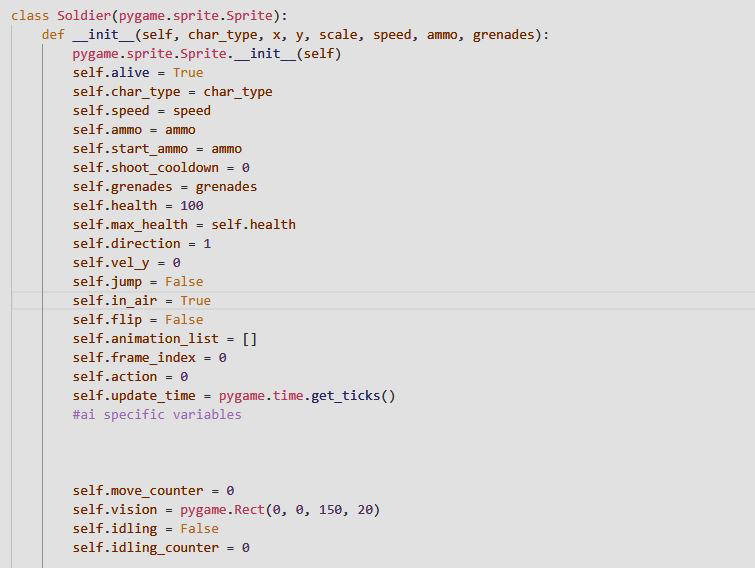 class Soldier(pygame.sprite.Sprite):
    def __init__(self, char_type, x, y, scale, speed, ammo, grenades):
        pygame.sprite.Sprite.__init__(self)
        self.alive = True
        self.char_type = char_type
        self.speed = speed
        self.ammo = ammo
        self.start_ammo = ammo
        self.shoot_cooldown = 0
        self.grenades = grenades
        self.health = 100
        self.max_health = self.health
        self.direction = 1
        self.vel_y = 0
        self.jump = False
        self.in_air = True
        self.flip = False
        self.animation_list = []
        self.frame_index = 0
        self.action = 0
        self.update_time = pygame.time.get_ticks()
        #ai specific variables
        self.move_counter = 0
        self.vision = pygame.Rect(0, 0, 150, 20)
        self.idling = False
        self.idling_counter = 0